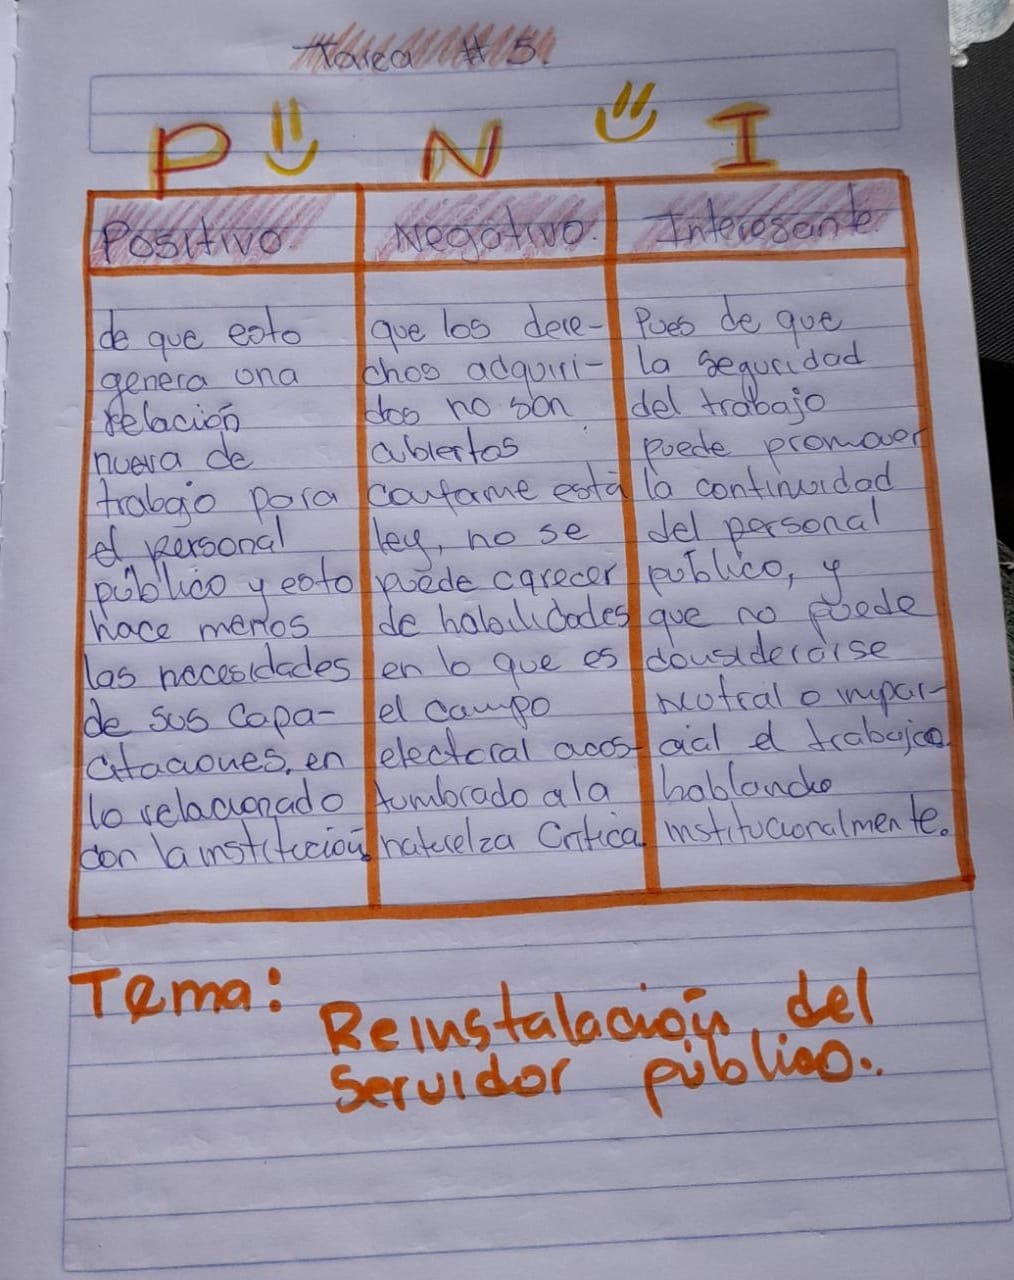 Tarea # 5.
P N I
Positivo.
Negativo.
Interesante
de que esto
genera una
relación
nueva de
trabajo para
el personal
público y esto
hace menos
las necesidades
de sus capa-
citaciones, en
lo relacionado
con la institución.
que los dere-
chos adquiri-
dos no son
abiertos
conforme está
ley, no se
puede carecer
de habilidades
en lo que es
el campo
electoral acos-
tumbrado a la
naturelza Crítica.
Pues de que
la seguridad
del trabajo
puede promover
la continuidad
del personal
público, y
que no puede
considerarse
neutral o impar-
cial el trabajo
hablando
institucionalmente.
Tema:
Reinstalación del
Servidor público.